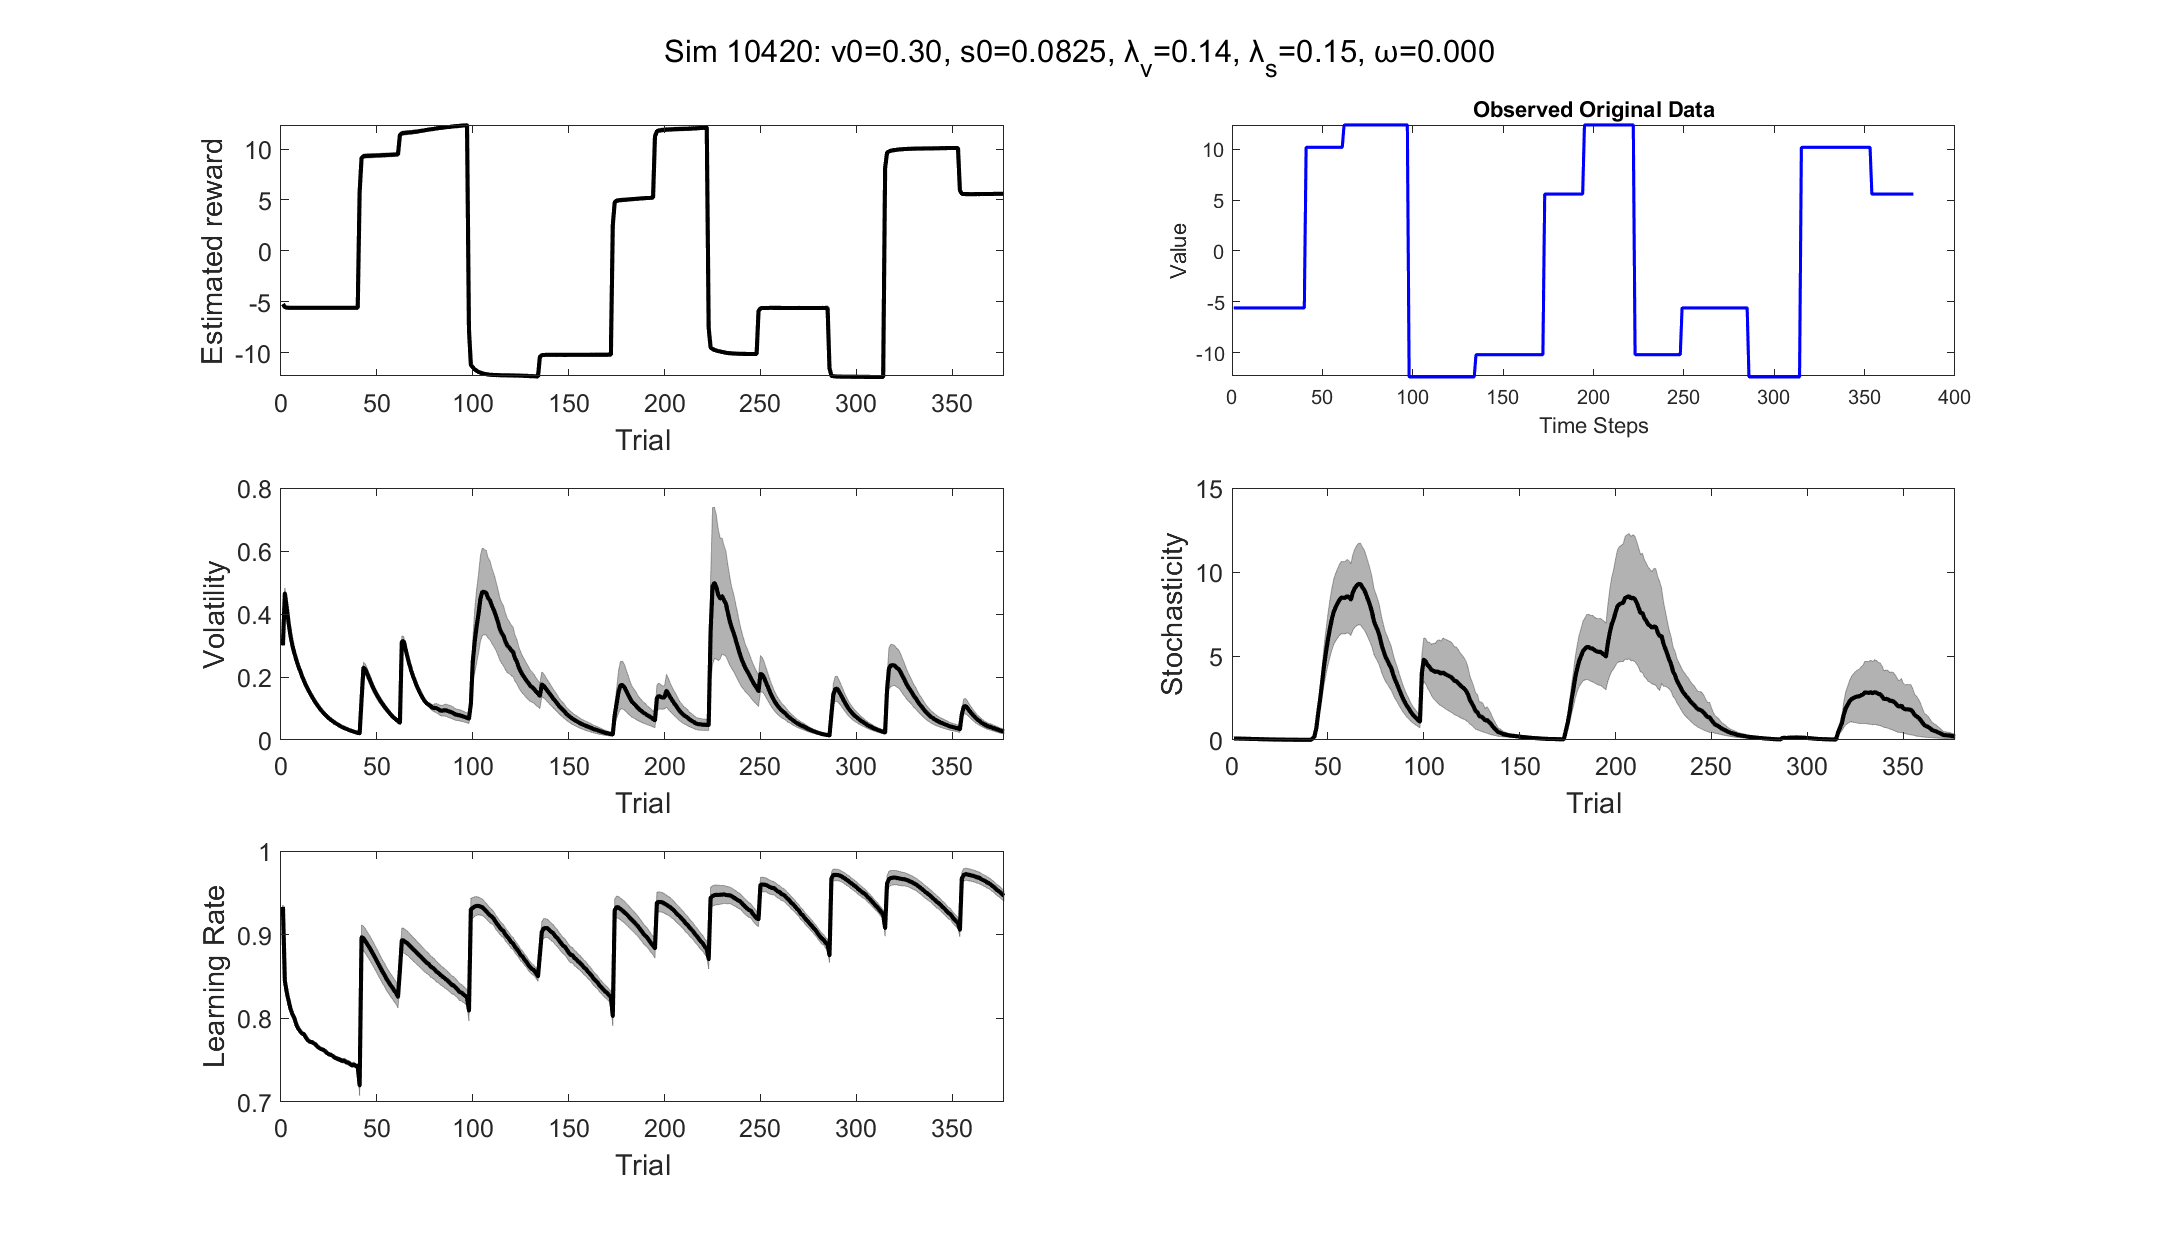 Sim 10420: v0=0.30, s0=0.0825, λ_v=0.14, λ_s=0.15, ω=0.000
Estimated reward
10
5
0
-5
-10
0 50 100 150 200 250 300 350
Trial
Observed Original Data
Value
10
5
0
-5
-10
0 50 100 150 200 250 300 350 400
Time Steps
Volatility
0.8
0.6
0.4
0.2
0
0 50 100 150 200 250 300 350
Trial
Stochasticity
15
10
5
0
0 50 100 150 200 250 300 350
Trial
Learning Rate
1
0.9
0.8
0.7
0 50 100 150 200 250 300 350
Trial